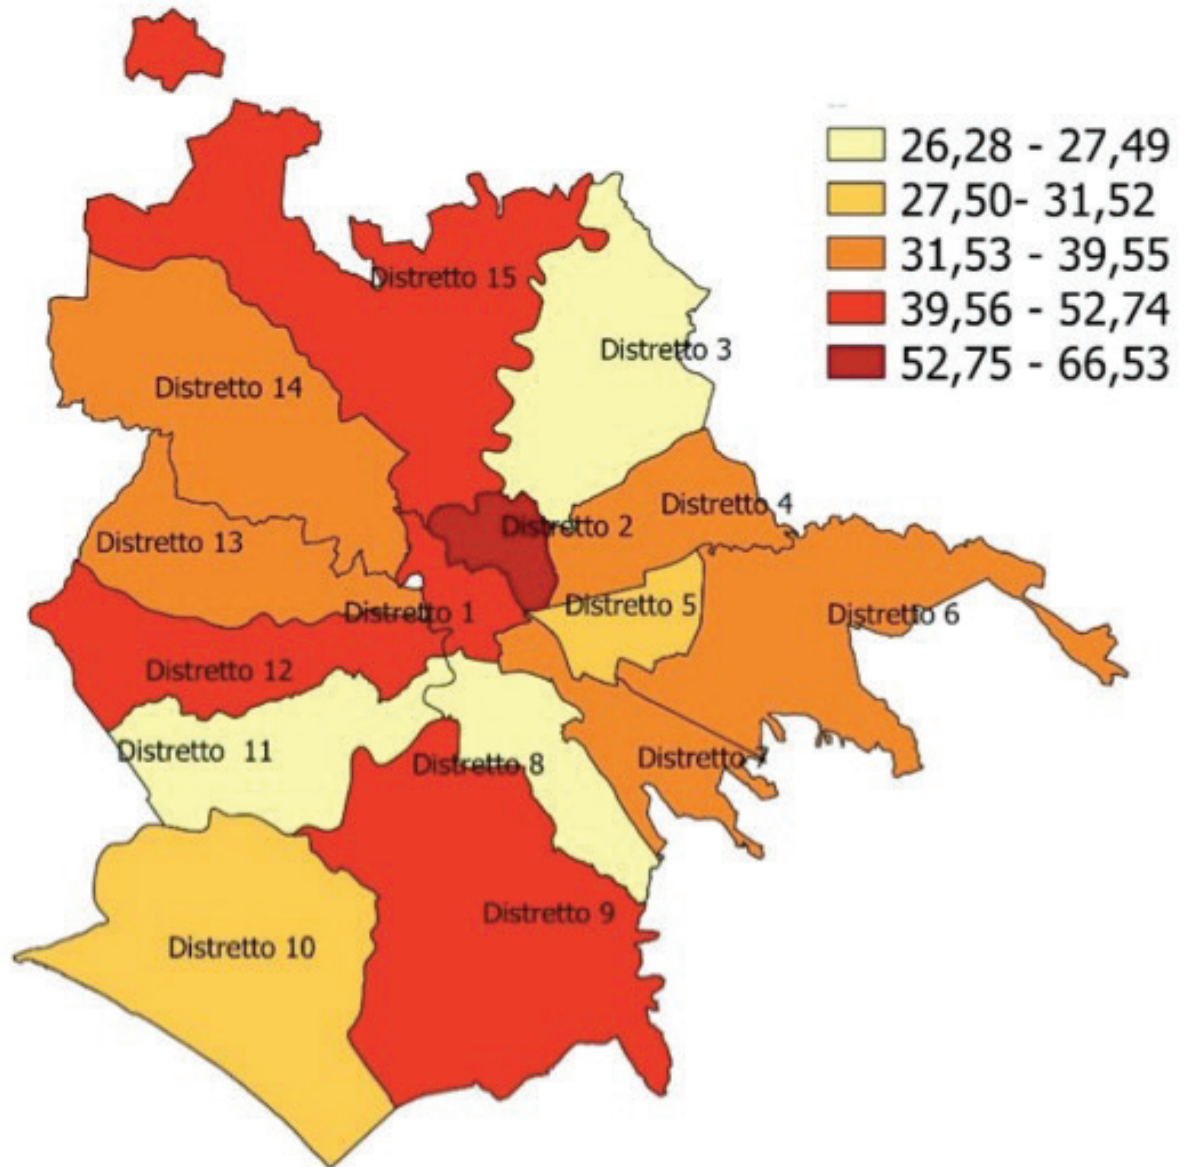 26,28 - 27,49
27,50- 31,52
31,53 - 39,55
39,56 - 52,74
52,75 - 66,53
Distretto 15
Distretto 3
Distretto 14
Distretto 4
Distretto 2
Distretto 13
Distretto 5
Distretto 1
Distretto 6
Distretto 12
Distretto 11
Distretto 7
Distretto 8
Distretto 9
Distretto 10